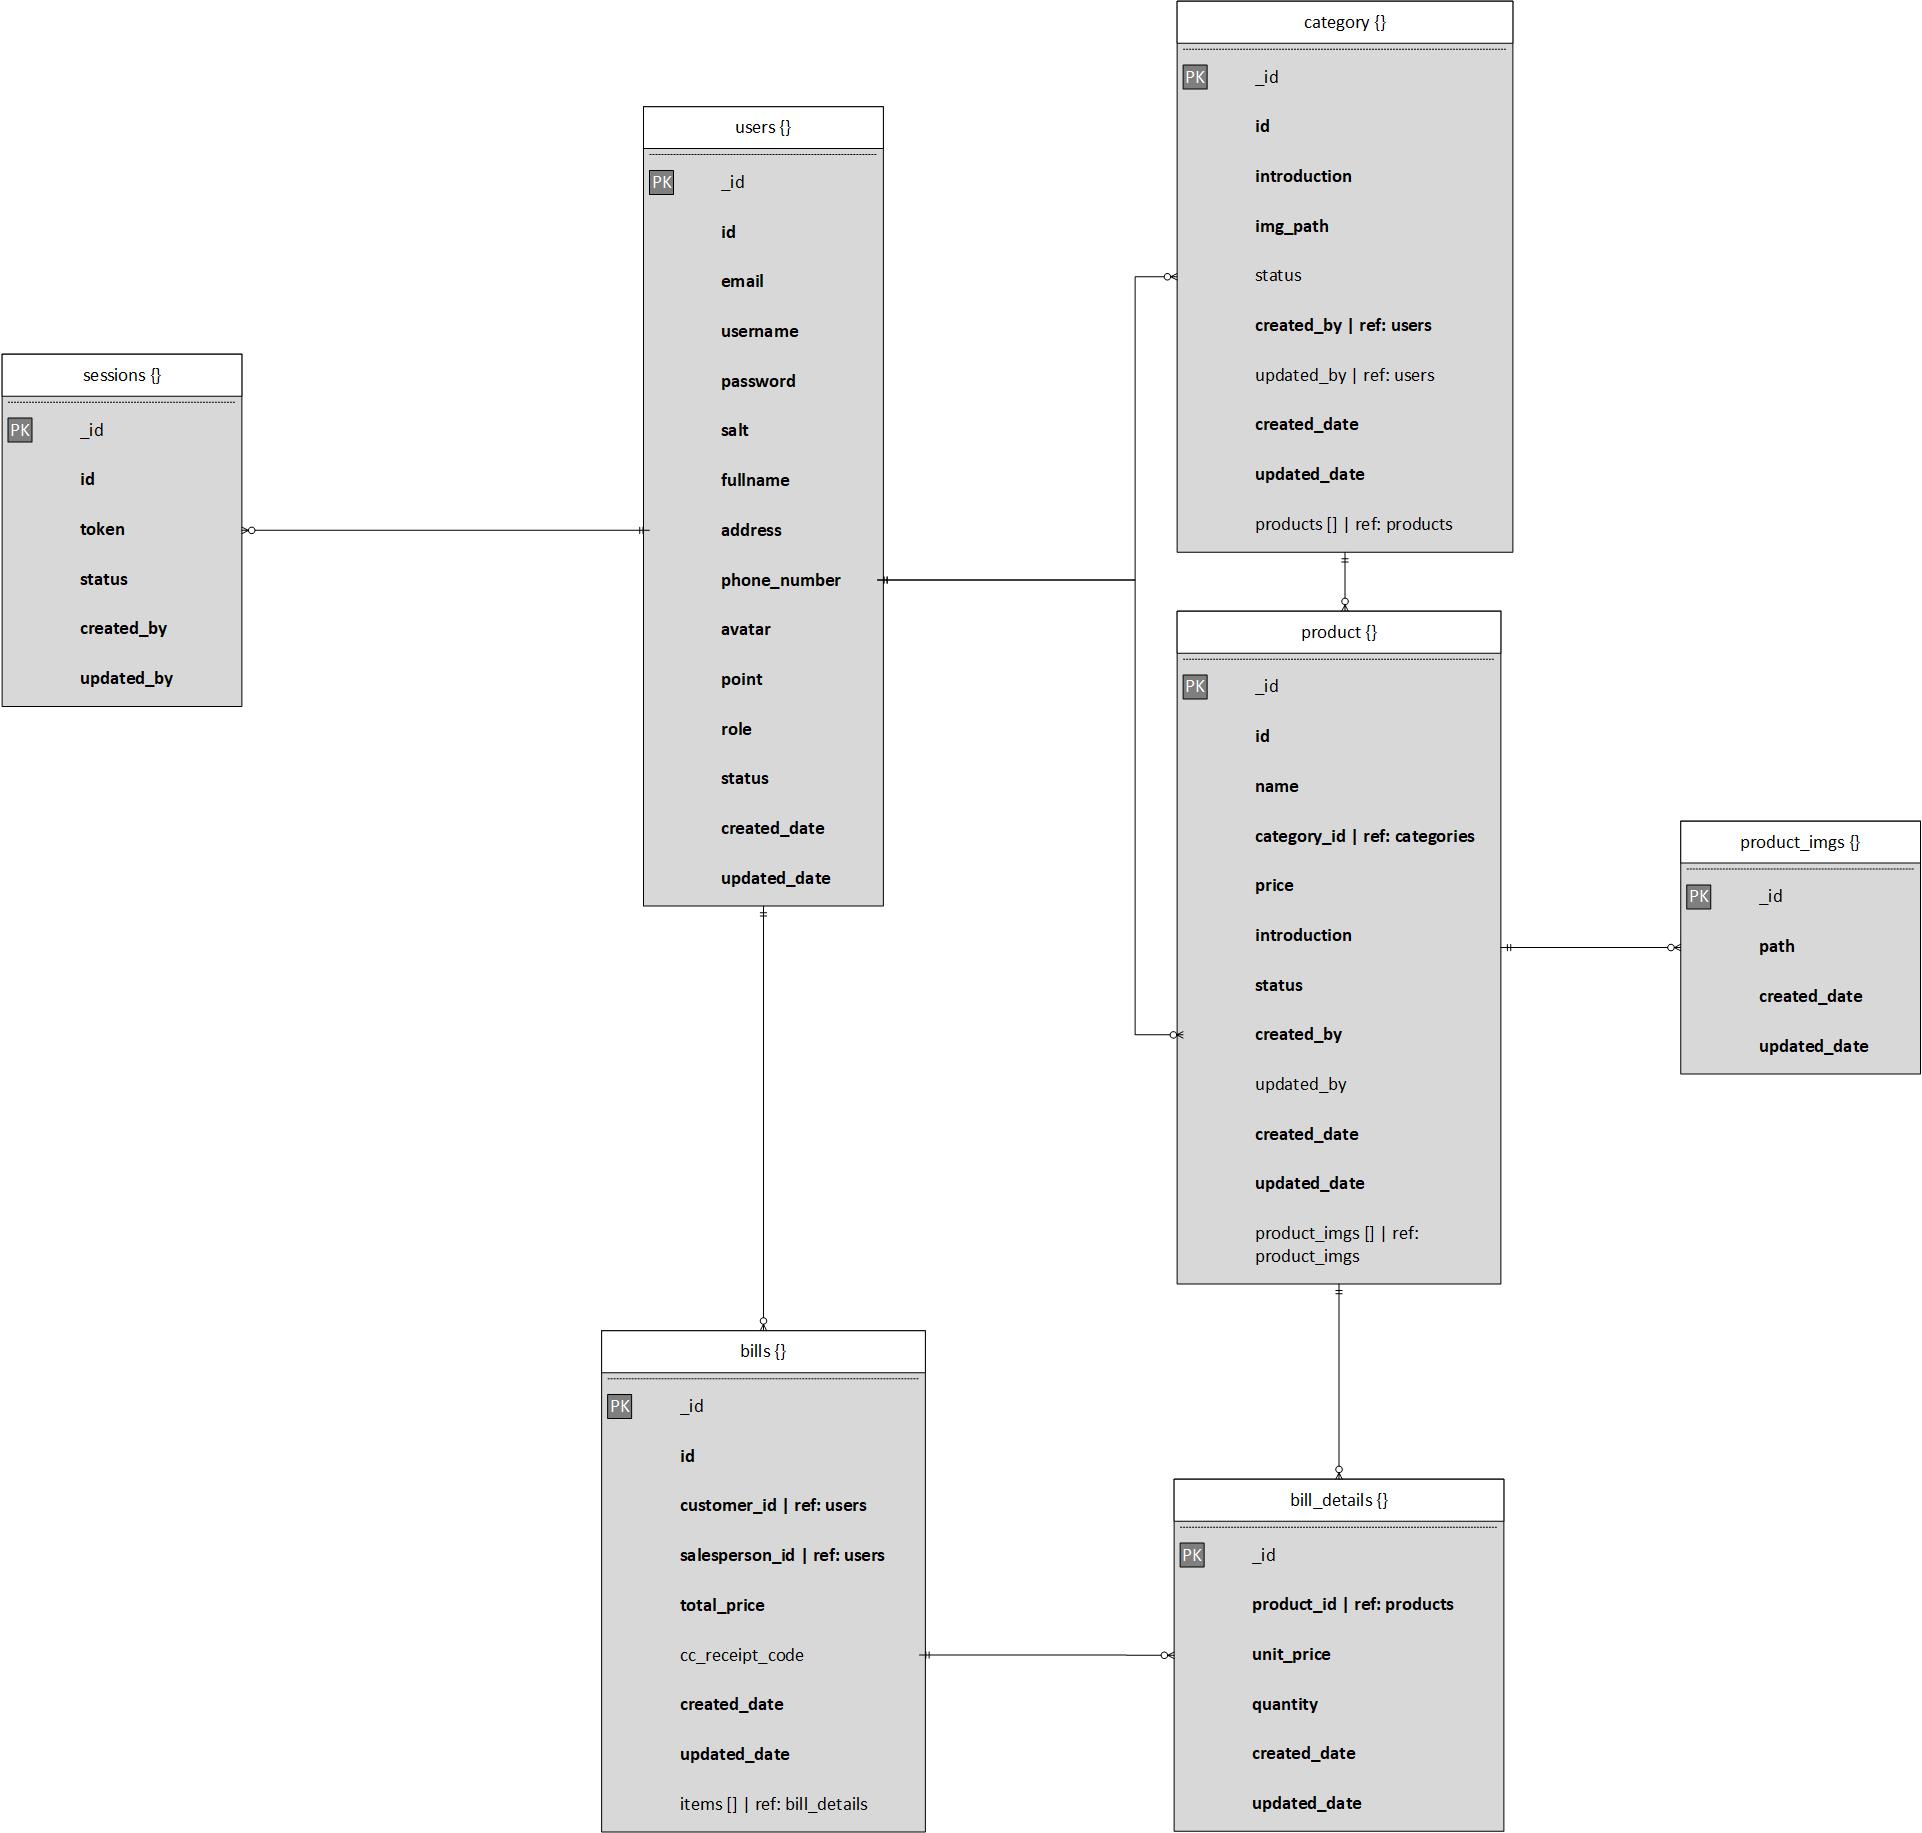 category {}
PK
_id
id
introduction
img_path
status
created_by | ref: users
updated_by | ref: users
created_date
updated_date
products [] | ref: products
users {}
PK
_id
id
email
username
password
salt
fullname
address
phone_number
avatar
point
role
status
created_date
updated_date
sessions {}
PK
_id
id
token
status
created_by
updated_by
product {}
PK
_id
id
name
category_id | ref: categories
price
introduction
status
created_by
updated_by
created_date
updated_date
product_imgs [] | ref:
product_imgs
product_imgs {}
PK
_id
path
created_date
updated_date
bills {}
PK
_id
id
customer_id | ref: users
salesperson_id | ref: users
total_price
cc_receipt_code
created_date
updated_date
items [] | ref: bill_details
bill_details {}
PK
_id
product_id | ref: products
unit_price
quantity
created_date
updated_date